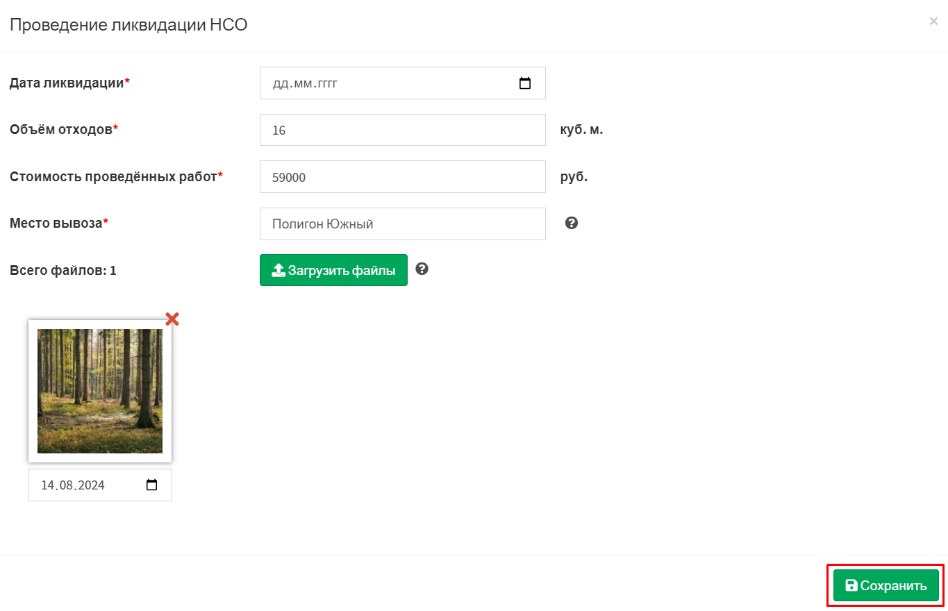 Проведение ликвидации НСО ×
Дата ликвидации* дд.мм.гггг
Объём отходов* 16 куб. м.
Стоимость проведённых работ* 59000 руб.
Место вывоза* Полигон Южный ?
Всего файлов: 1 Загрузить файлы ?
14.08.2024
Сохранить